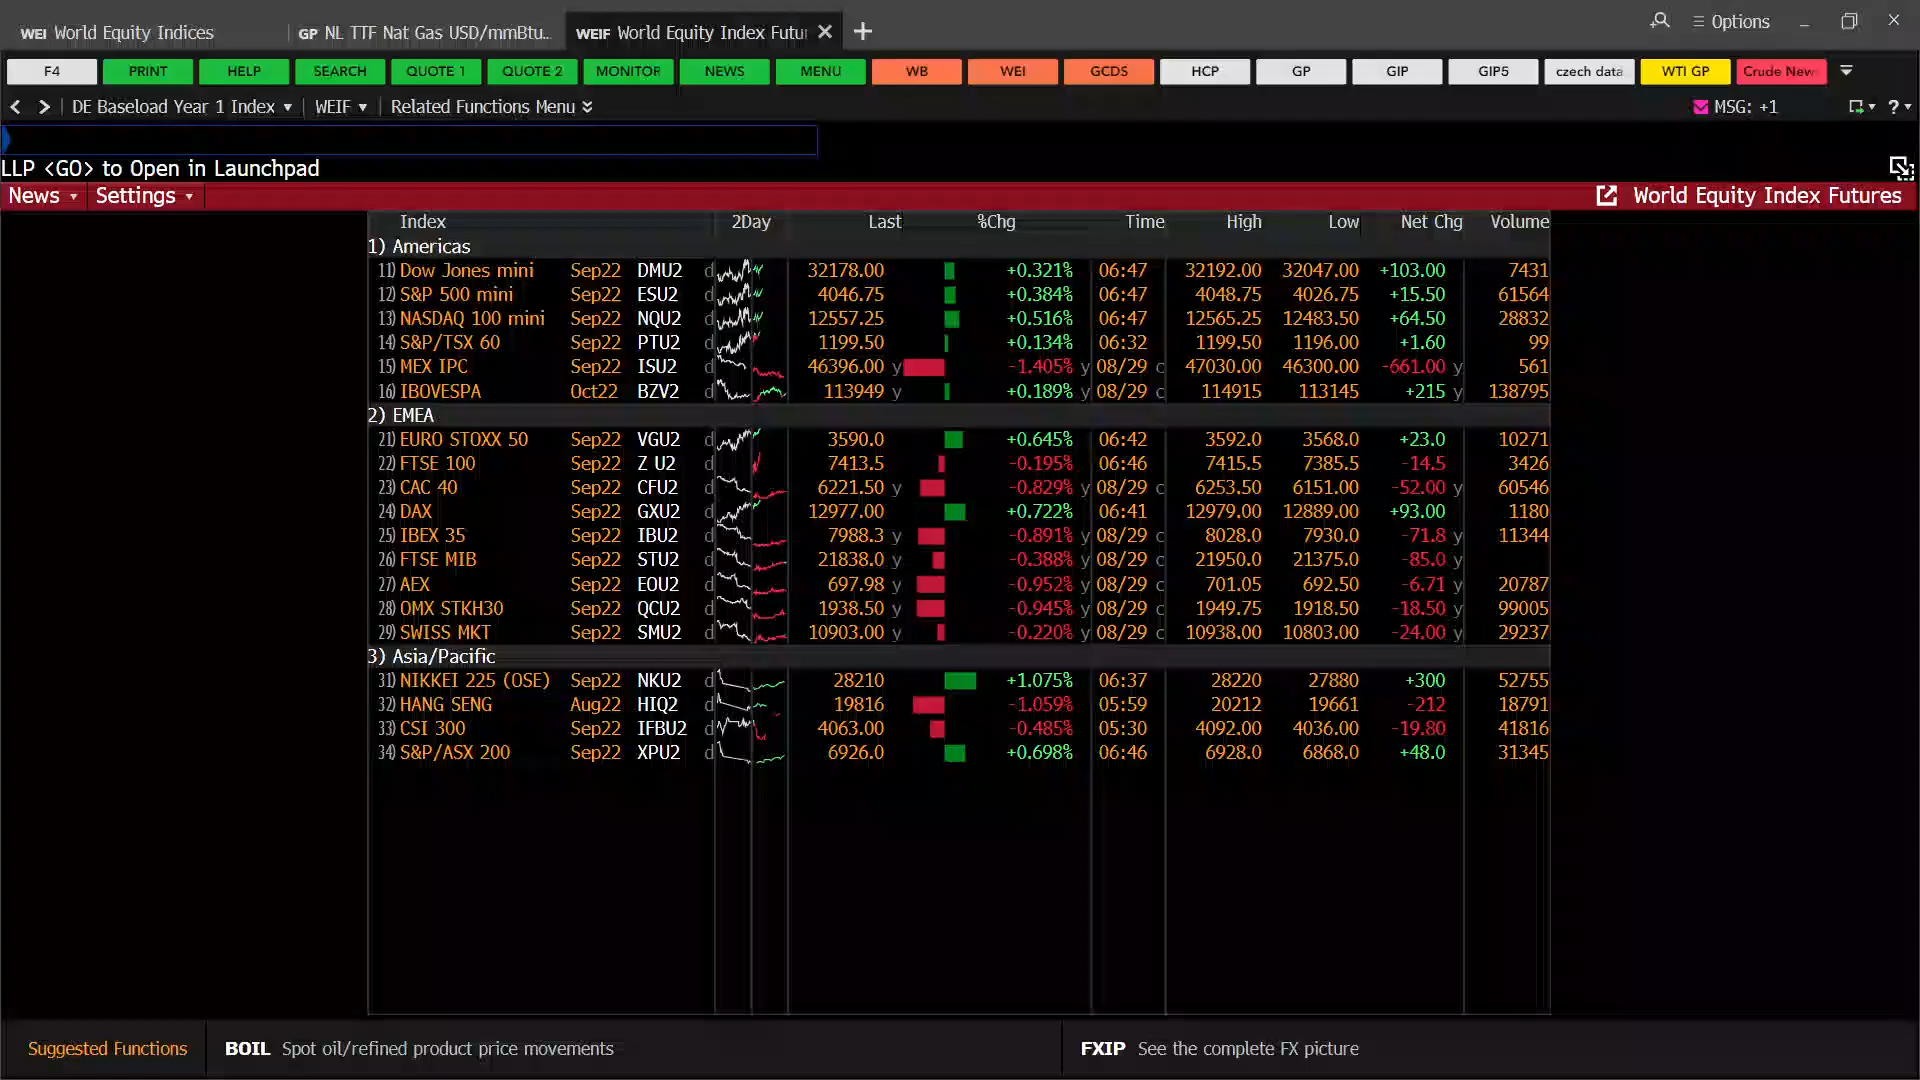 WEI World Equity Indices GP NL TTF Nat Gas USD/mmBtu... WEIF World Equity Index Futu Options
F4 PRINT HELP SEARCH QUOTE 1 QUOTE 2 MONITOR NEWS MENU WB WEI GCDS HCP GP GIP GIP5 czech data WTI GP Crude New
DE Baseload Year 1 Index WEIF Related Functions Menu MSG: +1 ?
LLP <GO> to Open in Launchpad
News Settings World Equity Index Futures
Index 2Day Last %Chg Time High Low Net Chg Volume
1) Americas
11) Dow Jones mini Sep22 DMU2 d 32178.00 +0.321% 06:47 32192.00 32047.00 +103.00 7431
12) S&P 500 mini Sep22 ESU2 d 4046.75 +0.384% 06:47 4048.75 4026.75 +15.50 61564
13) NASDAQ 100 mini Sep22 NQU2 d 12557.25 +0.516% 06:47 12565.25 12483.50 +64.50 28832
14) S&P/TSX 60 Sep22 PTU2 d 1199.50 +0.134% 06:32 1199.50 1196.00 +1.60 99
15) MEX IPC Sep22 ISU2 d 46396.00 y -1.405% y 08/29 c 47030.00 46300.00 -661.00 y 561
16) IBOVESPA Oct22 BZV2 d 113949 y +0.189% y 08/29 c 114915 113145 +215 y 138795
2) EMEA
21) EURO STOXX 50 Sep22 VGU2 d 3590.0 +0.645% 06:42 3592.0 3568.0 +23.0 10271
22) FTSE 100 Sep22 Z U2 d 7413.5 -0.195% 06:46 7415.5 7385.5 -14.5 3426
23) CAC 40 Sep22 CFU2 d 6221.50 y -0.829% y 08/29 c 6253.50 6151.00 -52.00 y 60546
24) DAX Sep22 GXU2 d 12977.00 +0.722% 06:41 12979.00 12889.00 +93.00 1180
25) IBEX 35 Sep22 IBU2 d 7988.3 y -0.891% y 08/29 c 8028.0 7930.0 -71.8 y 11344
26) FTSE MIB Sep22 STU2 d 21838.0 y -0.388% y 08/29 c 21950.0 21375.0 -85.0 y
27) AEX Sep22 EOU2 d 697.98 y -0.952% y 08/29 c 701.05 692.50 -6.71 y 20787
28) OMX STKH30 Sep22 QCU2 d 1938.50 y -0.945% y 08/29 c 1949.75 1918.50 -18.50 y 99005
29) SWISS MKT Sep22 SMU2 d 10903.00 y -0.220% y 08/29 c 10938.00 10803.00 -24.00 y 29237
3) Asia/Pacific
31) NIKKEI 225 (OSE) Sep22 NKU2 d 28210 +1.075% 06:37 28220 27880 +300 52755
32) HANG SENG Aug22 HIQ2 d 19816 -1.059% 05:59 20212 19661 -212 18791
33) CSI 300 Sep22 IFBU2 d 4063.00 -0.485% 05:30 4092.00 4036.00 -19.80 41816
34) S&P/ASX 200 Sep22 XPU2 d 6926.0 +0.698% 06:46 6928.0 6868.0 +48.0 31345
Suggested Functions BOIL Spot oil/refined product price movements FXIP See the complete FX picture